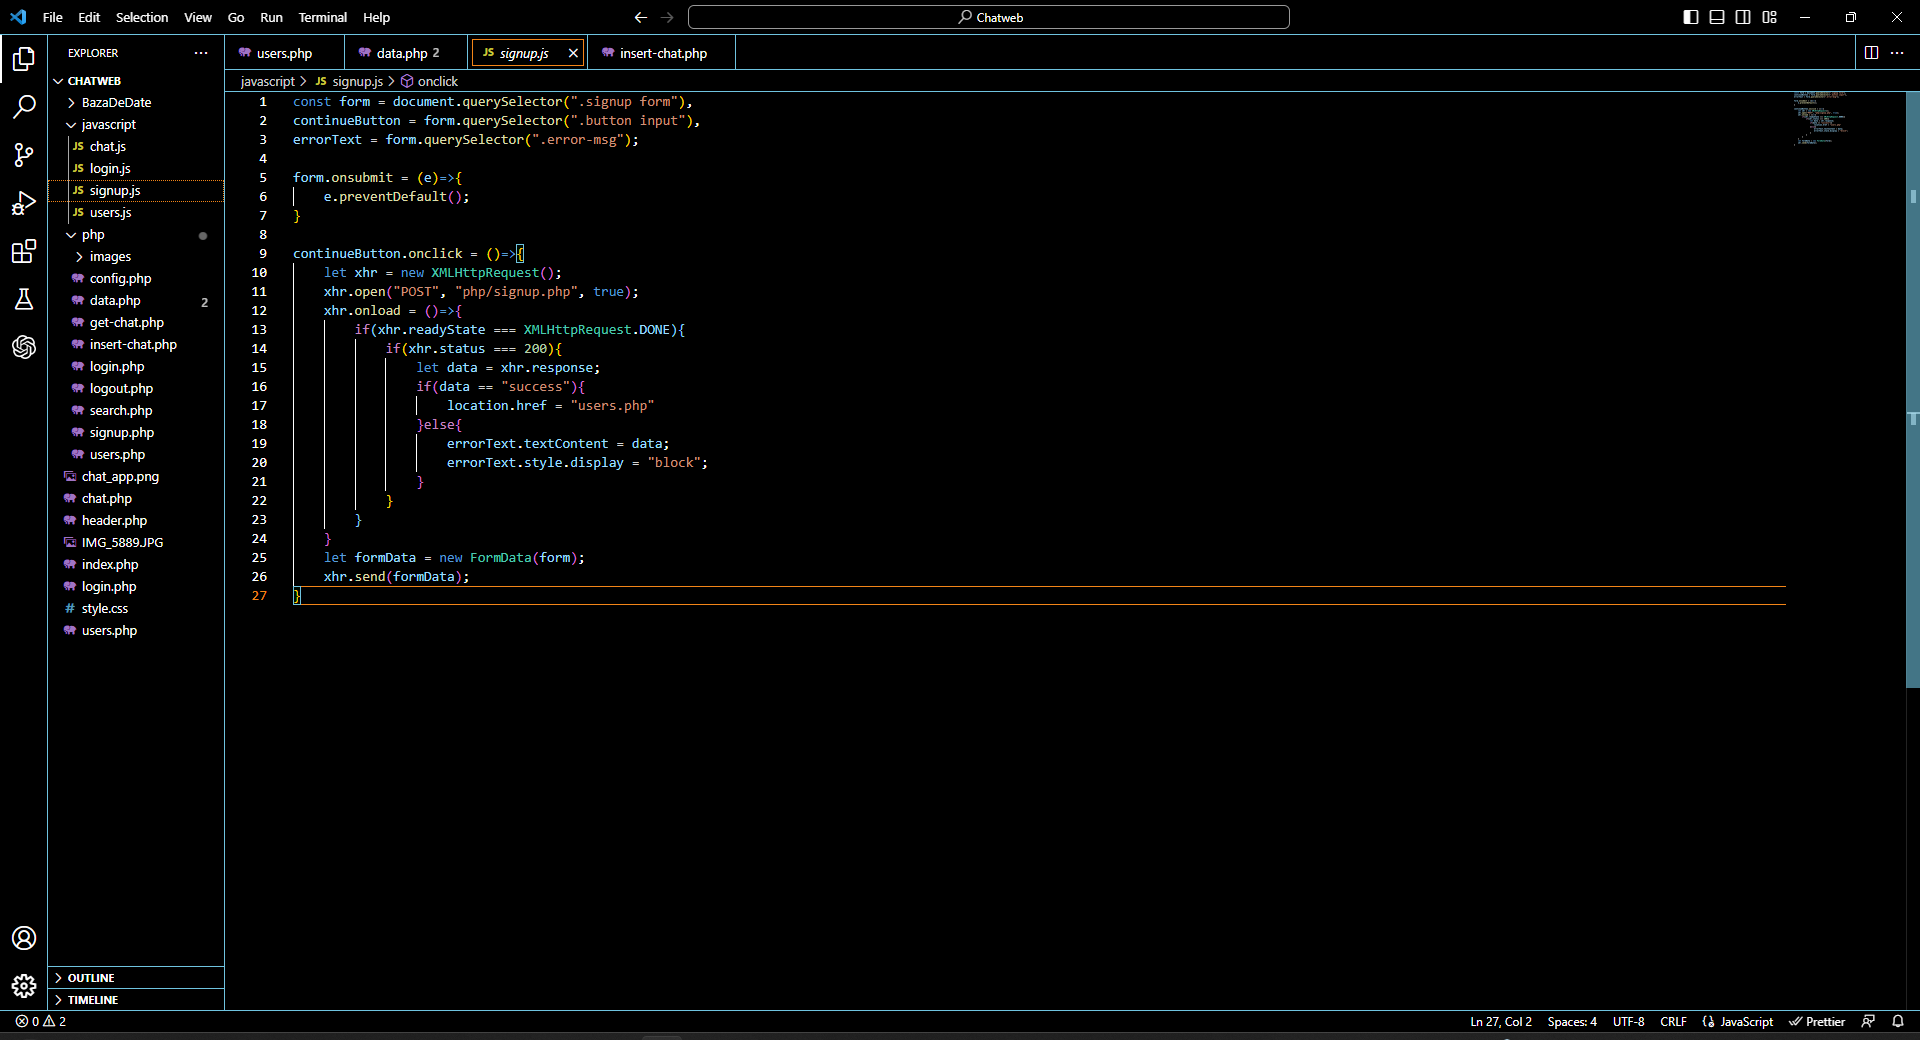 File Edit Selection View Go Run Terminal Help
Chatweb
EXPLORER
CHATWEB
BazaDeDate
javascript
JS chat.js
JS login.js
JS signup.js
JS users.js
php
images
config.php
data.php 2
get-chat.php
insert-chat.php
login.php
logout.php
search.php
signup.php
users.php
chat_app.png
chat.php
header.php
IMG_5889.JPG
index.php
login.php
# style.css
users.php
OUTLINE
TIMELINE
users.php
data.php 2
JS signup.js
insert-chat.php
javascript > JS signup.js > onclick
1 const form = document.querySelector(".signup form"),
2 continueButton = form.querySelector(".button input"),
3 errorText = form.querySelector(".error-msg");
4
5 form.onsubmit = (e)=>{
6 e.preventDefault();
7 }
8
9 continueButton.onclick = ()=>{
10 let xhr = new XMLHttpRequest();
11 xhr.open("POST", "php/signup.php", true);
12 xhr.onload = ()=>{
13 if(xhr.readyState === XMLHttpRequest.DONE){
14 if(xhr.status === 200){
15 let data = xhr.response;
16 if(data == "success"){
17 location.href = "users.php"
18 }else{
19 errorText.textContent = data;
20 errorText.style.display = "block";
21 }
22 }
23 }
24 }
25 let formData = new FormData(form);
26 xhr.send(formData);
27 }
0 2
Ln 27, Col 2 Spaces: 4 UTF-8 CRLF JavaScript Prettier